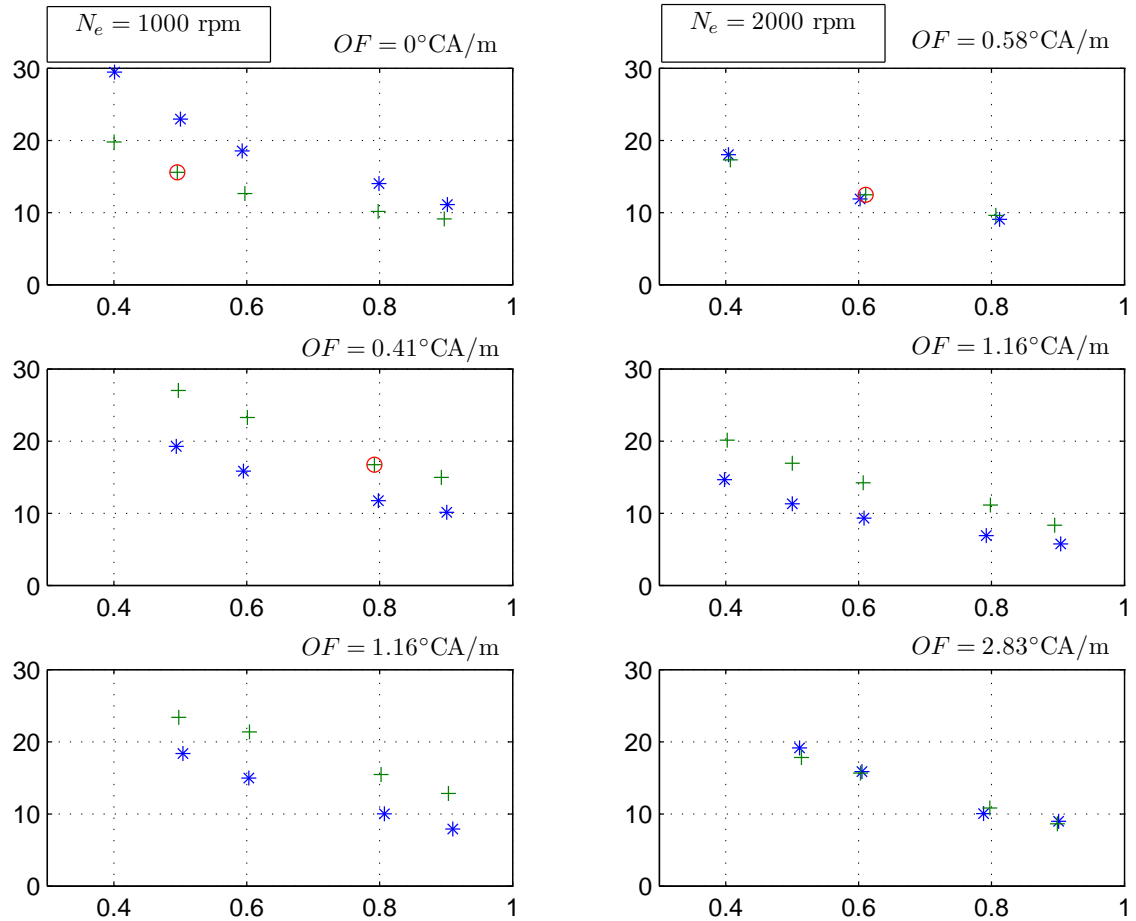 N_e = 1000 rpm
OF = 0°CA/m
30
20
10
0
0.4 0.6 0.8 1
N_e = 2000 rpm
OF = 0.58°CA/m
30
20
10
0
0.4 0.6 0.8 1
OF = 0.41°CA/m
30
20
10
0
0.4 0.6 0.8 1
OF = 1.16°CA/m
30
20
10
0
0.4 0.6 0.8 1
OF = 1.16°CA/m
30
20
10
0
0.4 0.6 0.8 1
OF = 2.83°CA/m
30
20
10
0
0.4 0.6 0.8 1